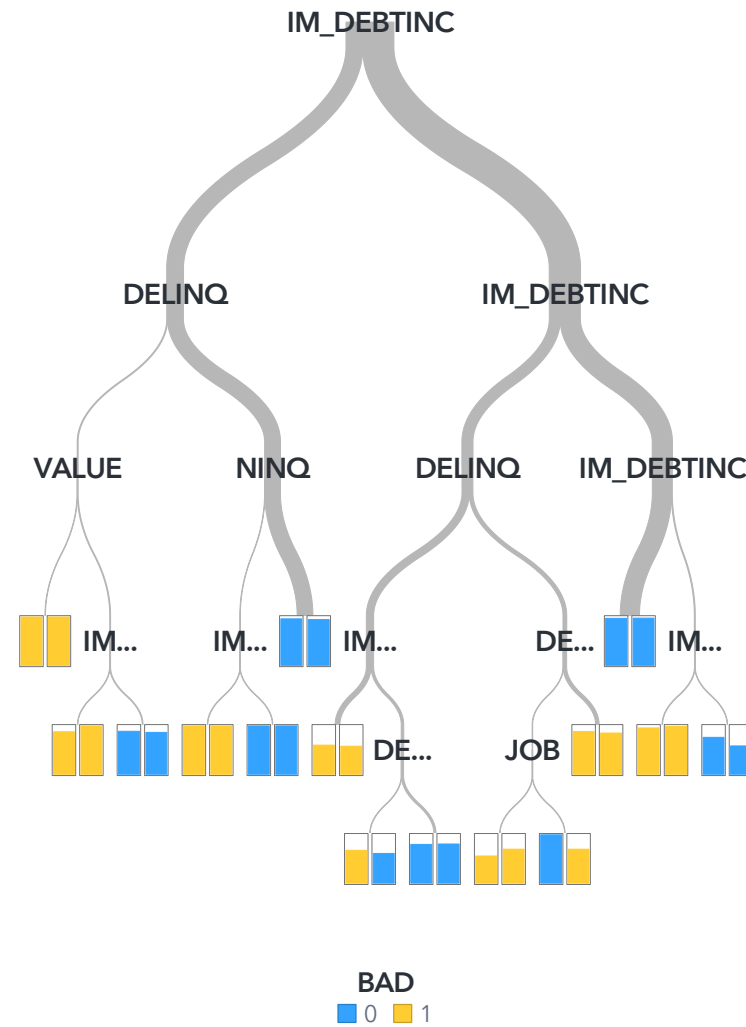 IM_DEBTINC
DELINQ IM_DEBTINC
VALUE NINQ DELINQ IM_DEBTINC
IM... IM... IM... DE... IM...
DE... JOB
BAD
0 1